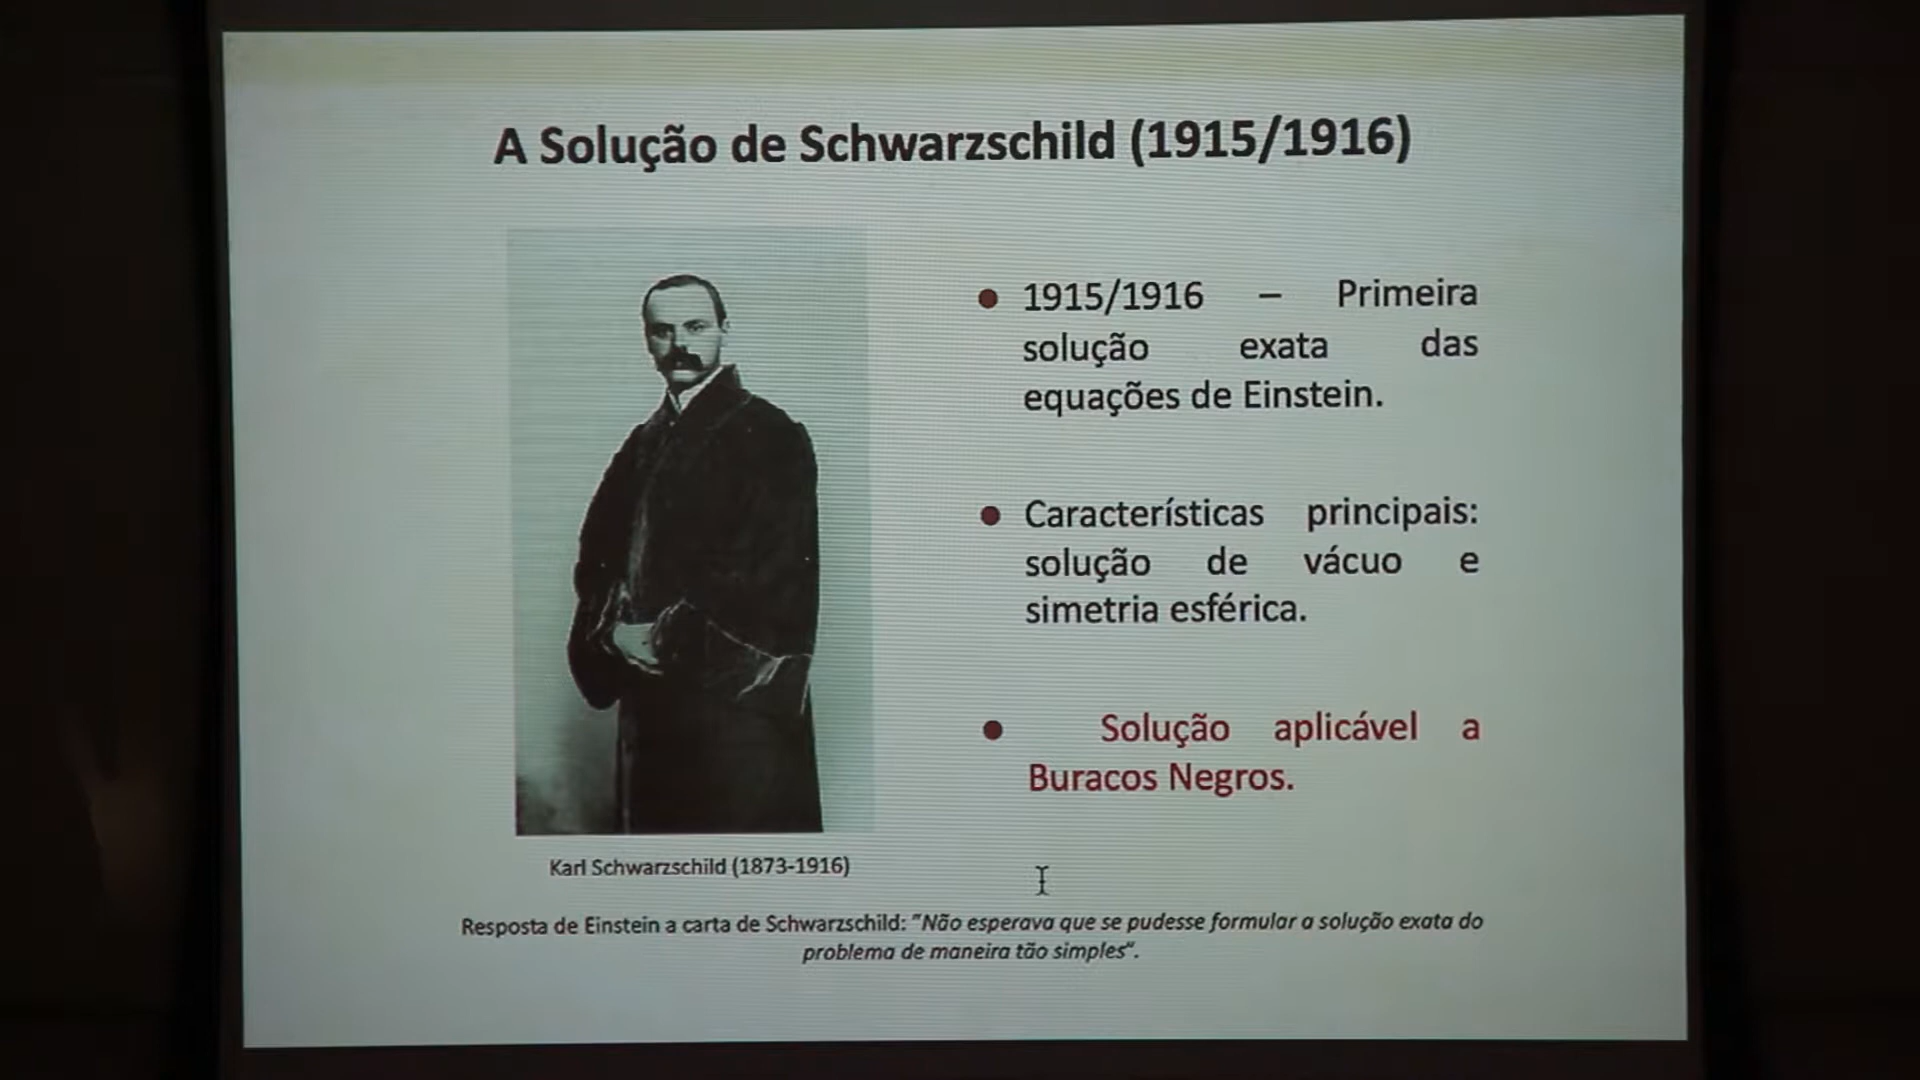 A Solução de Schwarzschild (1915/1916)
● 1915/1916 – Primeira
solução exata das
equações de Einstein.
● Características principais:
solução de vácuo e
simetria esférica.
● Solução aplicável a
Buracos Negros.
Karl Schwarzschild (1873-1916)
Resposta de Einstein a carta de Schwarzschild: "Não esperava que se pudesse formular a solução exata do
problema de maneira tão simples".